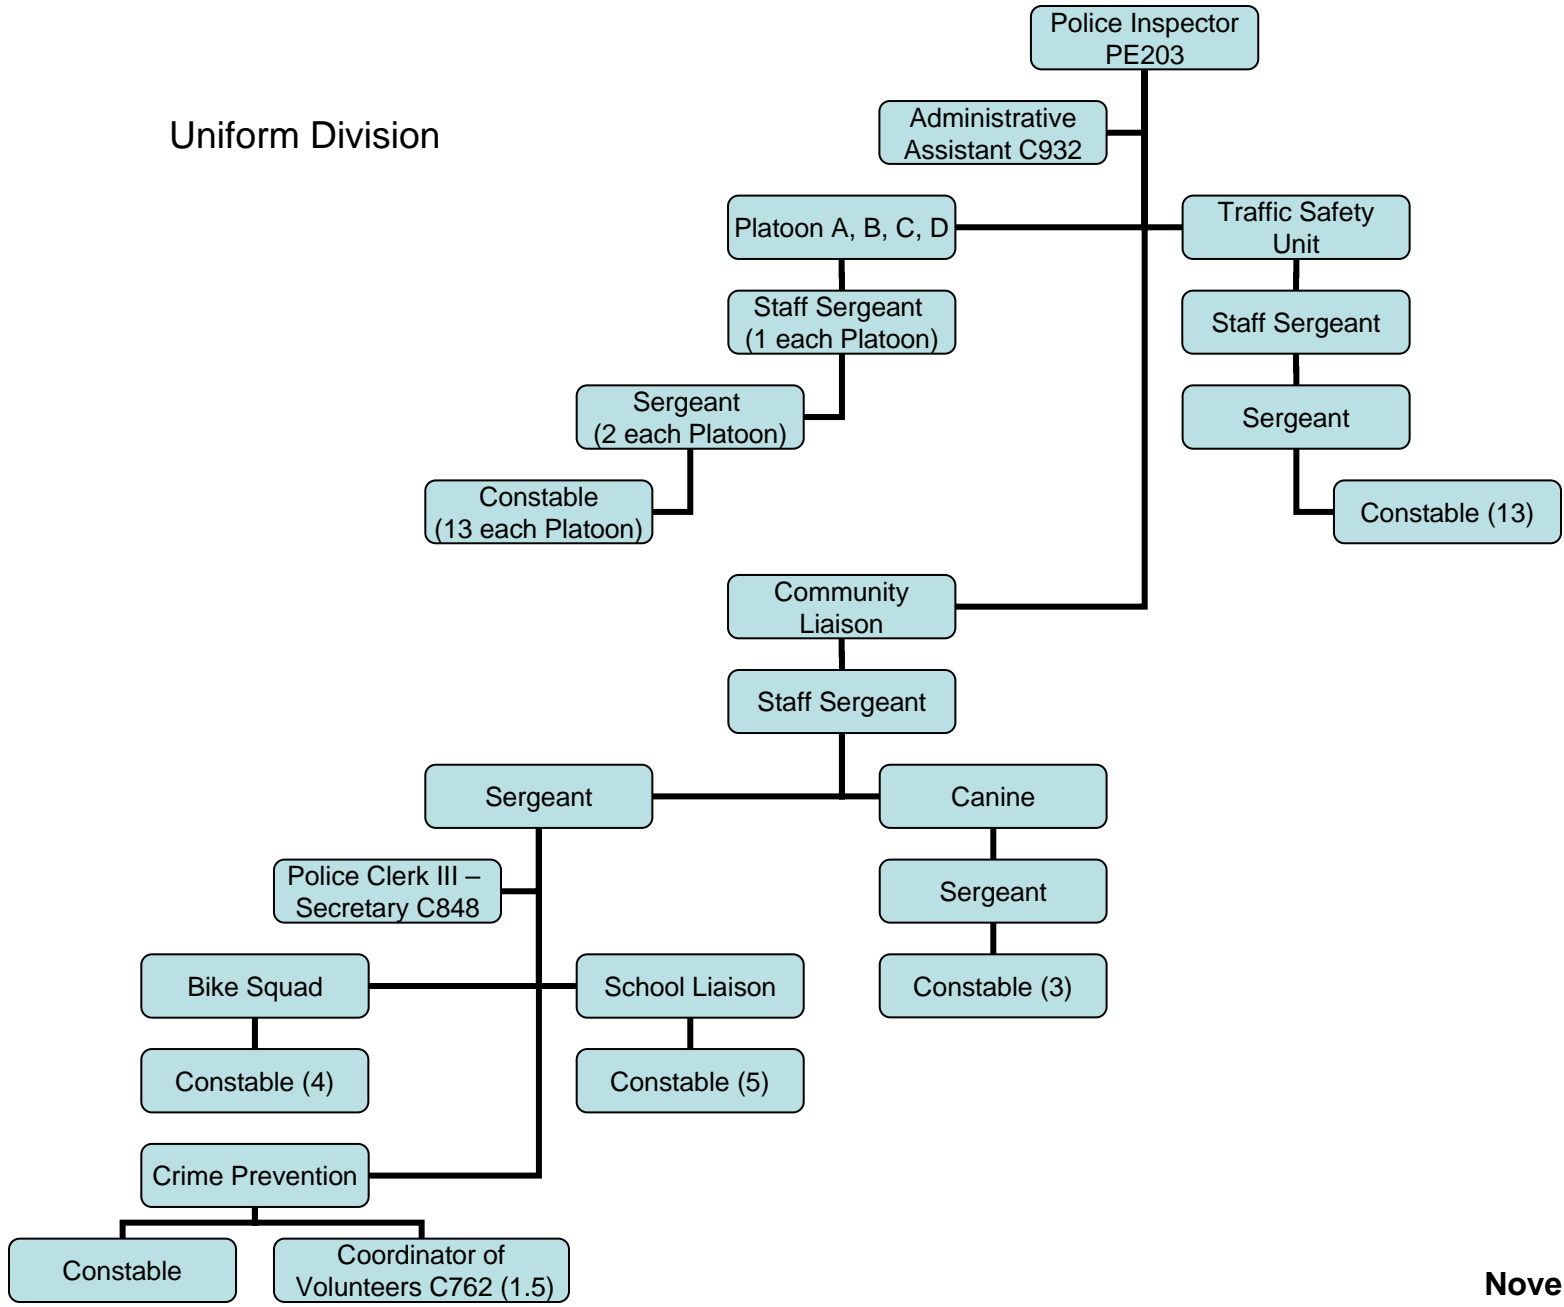 Police Inspector
PE203
Uniform Division
Administrative
Assistant C932
Platoon A, B, C, D
Traffic Safety
Unit
Staff Sergeant
(1 each Platoon)
Staff Sergeant
Sergeant
(2 each Platoon)
Sergeant
Constable
(13 each Platoon)
Constable (13)
Community
Liaison
Staff Sergeant
Sergeant
Canine
Police Clerk III –
Secretary C848
Sergeant
Bike Squad
School Liaison
Constable (3)
Constable (4)
Constable (5)
Crime Prevention
Constable
Coordinator of
Volunteers C762 (1.5)
Nove